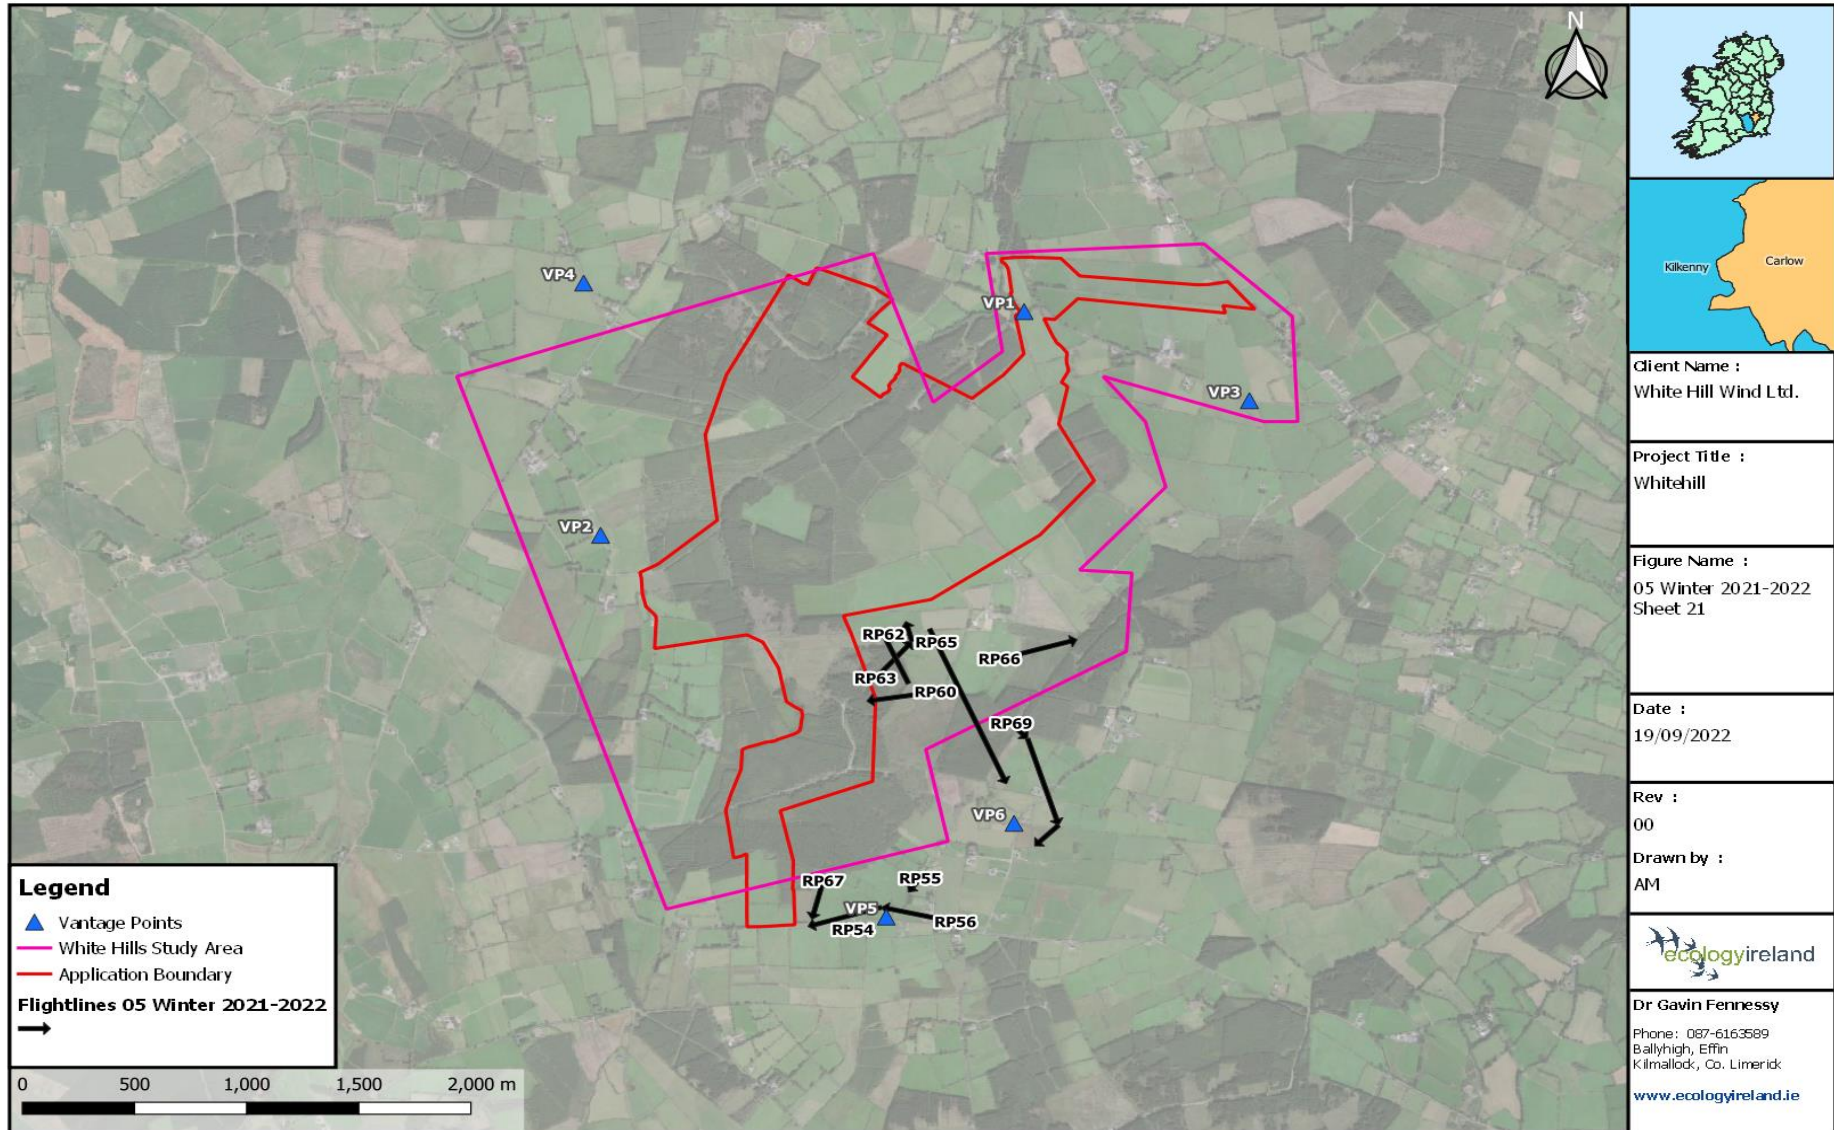 N
VP4
VP1
VP3
VP2
RP62
RP65
RP66
RP63
RP60
RP69
VP6
RP67
RP55
VP5
RP56
RP54
Legend
Vantage Points
White Hills Study Area
Application Boundary
Flightlines 05 Winter 2021-2022
0 500 1,000 1,500 2,000 m
Kilkenny
Carlow
Client Name :
White Hill Wind Ltd.
Project Title :
Whitehill
Figure Name :
05 Winter 2021-2022
Sheet 21
Date :
19/09/2022
Rev :
00
Drawn by :
AM
ecologyireland
Dr Gavin Fennessy
Phone: 087-6163589
Ballyhigh, Effin
Kilmallock, Co. Limerick
www.ecologyireland.ie